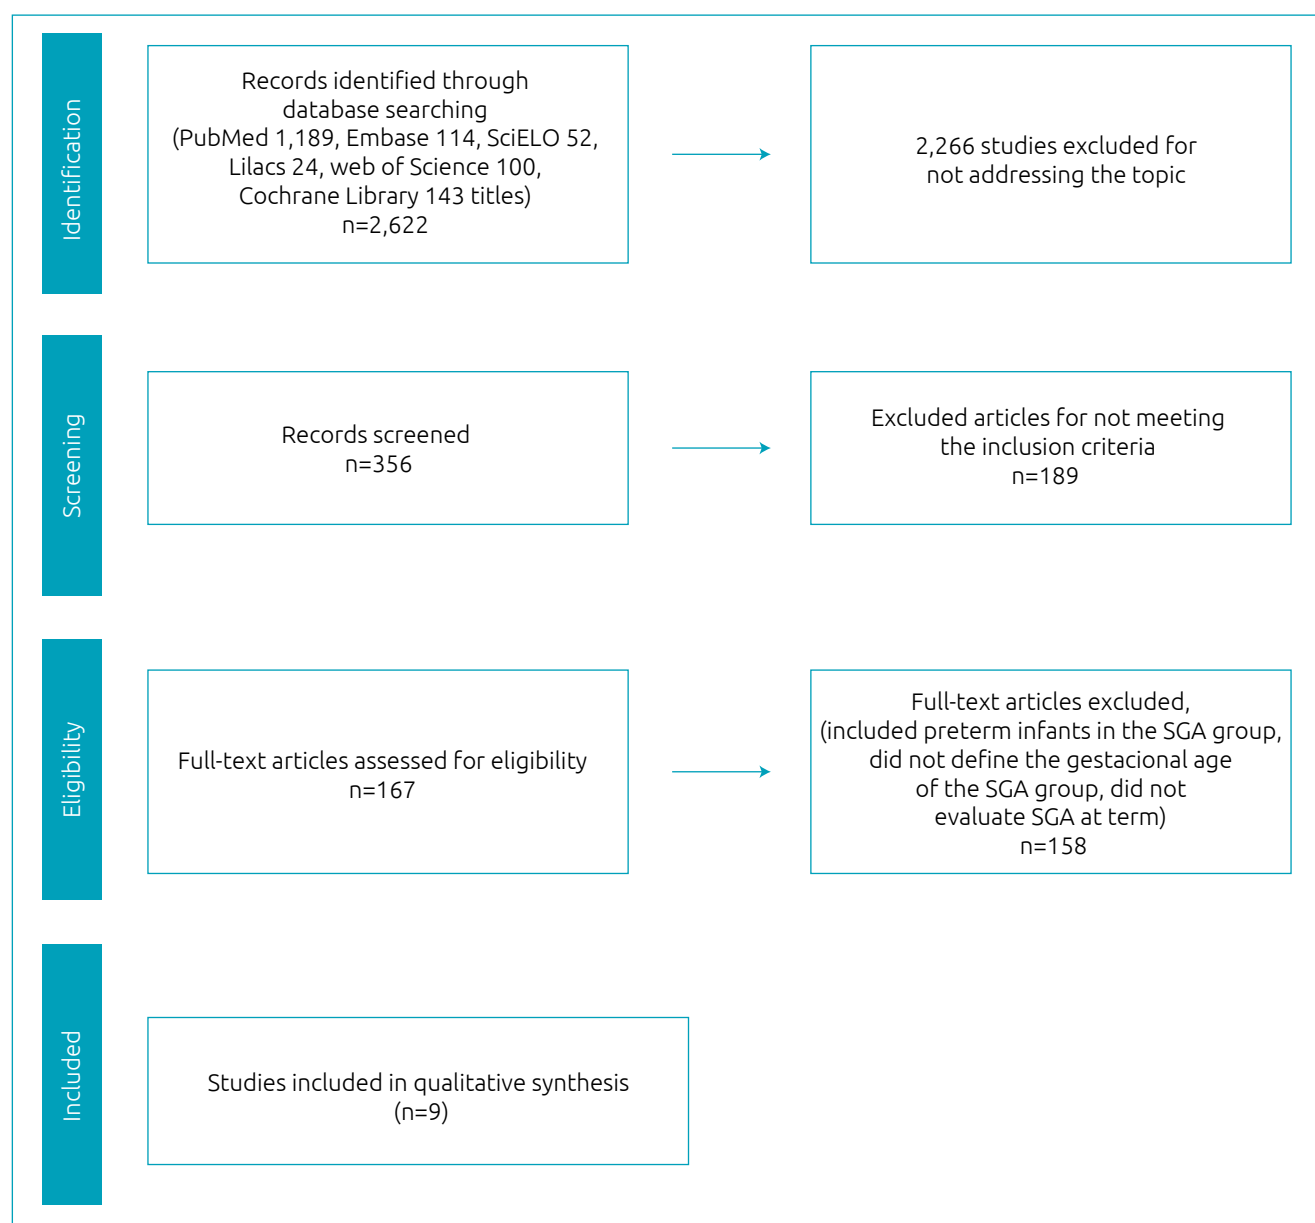 Identification
Records identified through
database searching
(PubMed 1,189, Embase 114, SciELO 52,
Lilacs 24, web of Science 100,
Cochrane Library 143 titles)
n=2,622
2,266 studies excluded for
not addressing the topic
Screening
Records screened
n=356
Excluded articles for not meeting
the inclusion criteria
n=189
Eligibility
Full-text articles assessed for eligibility
n=167
Full-text articles excluded,
(included preterm infants in the SGA group,
did not define the gestacional age
of the SGA group, did not
evaluate SGA at term)
n=158
Included
Studies included in qualitative synthesis
(n=9)